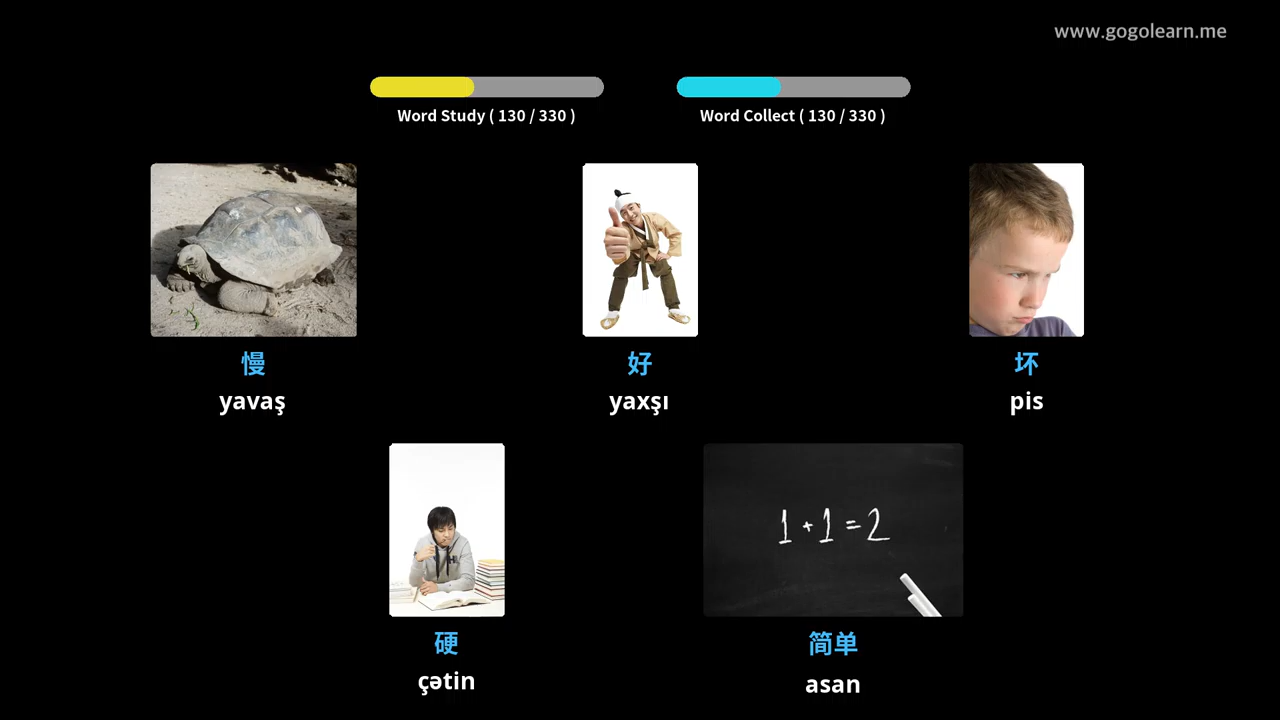 www.gogolearn.me
Word Study ( 130 / 330 )
Word Collect ( 130 / 330 )
慢
好
坏
yavaş
yaxşı
pis
1+1=2
硬
简单
çətin
asan